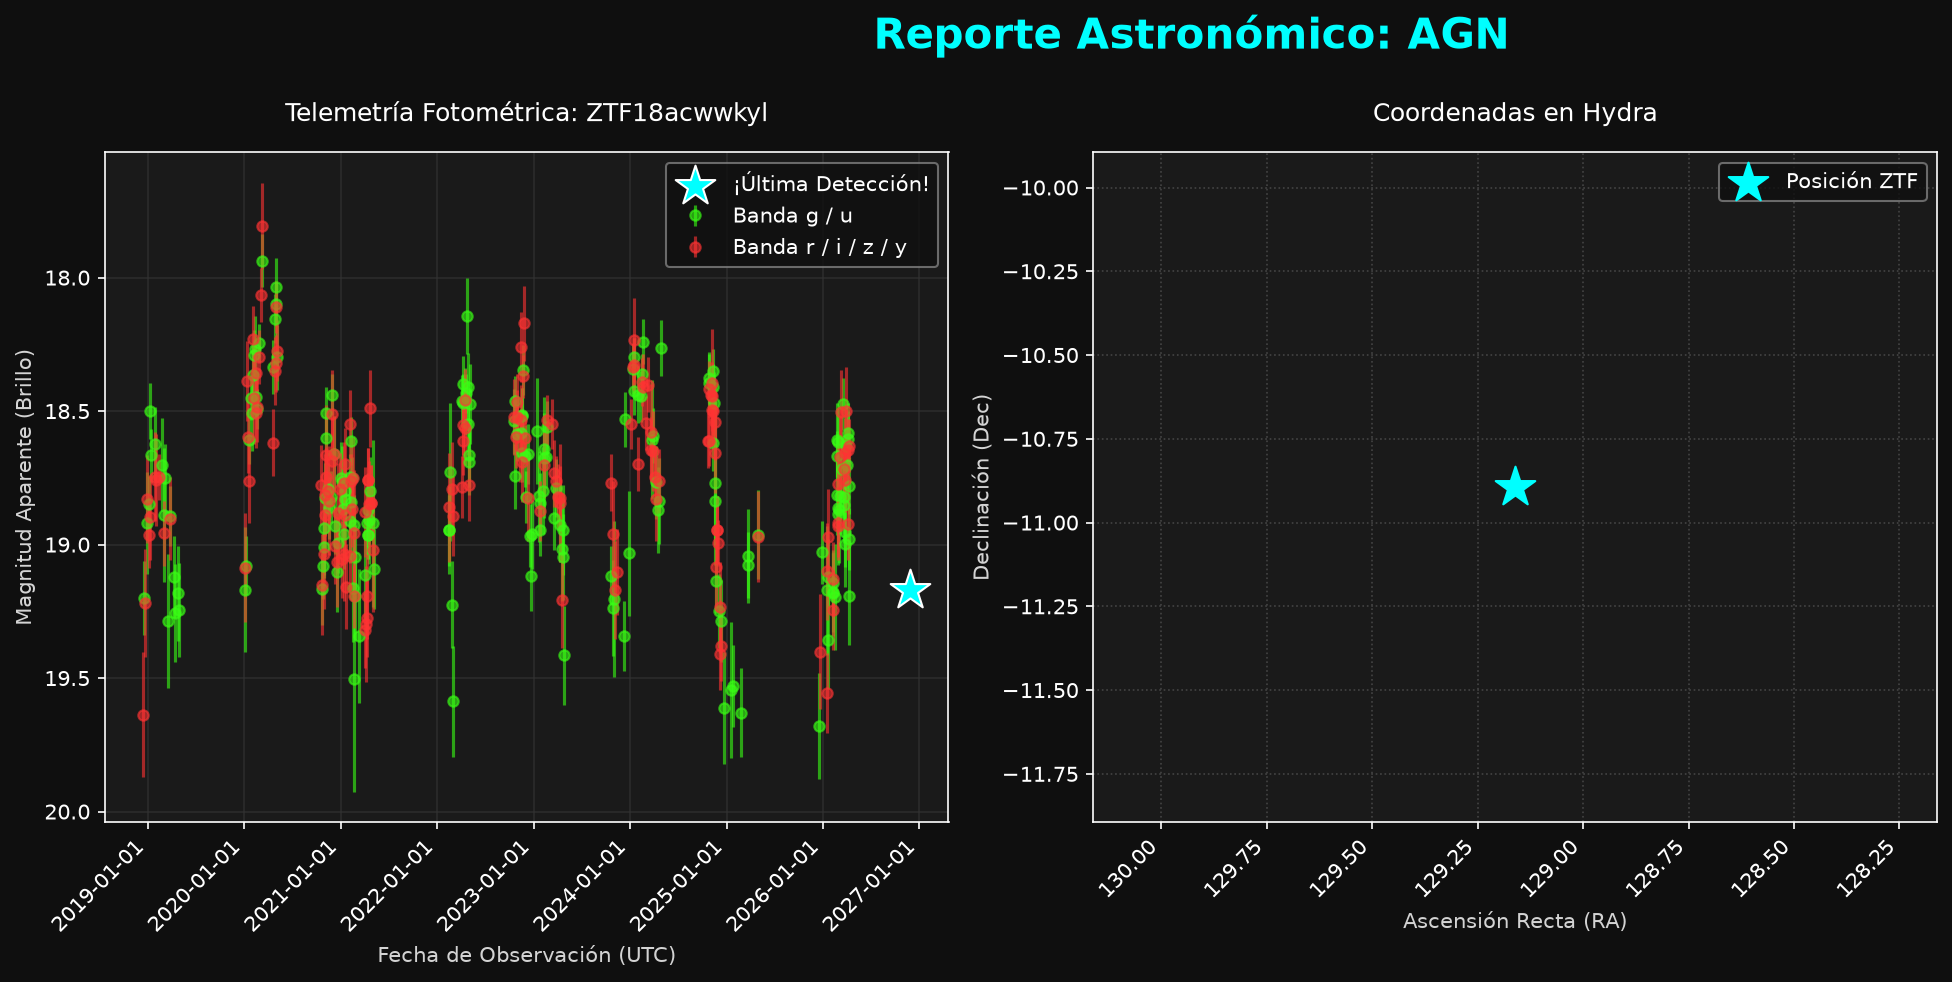 Reporte Astronómico: AGN
Telemetría Fotométrica: ZTF18acwwkyl
¡Última Detección!
Banda g / u
Banda r / i / z / y
Magnitud Aparente (Brillo)
18.0
18.5
19.0
19.5
20.0
2019-01-01
2020-01-01
2021-01-01
2022-01-01
2023-01-01
2024-01-01
2025-01-01
2026-01-01
2027-01-01
Fecha de Observación (UTC)
Coordenadas en Hydra
Posición ZTF
Declinación (Dec)
−10.00
−10.25
−10.50
−10.75
−11.00
−11.25
−11.50
−11.75
130.00
129.75
129.50
129.25
129.00
128.75
128.50
128.25
Ascensión Recta (RA)